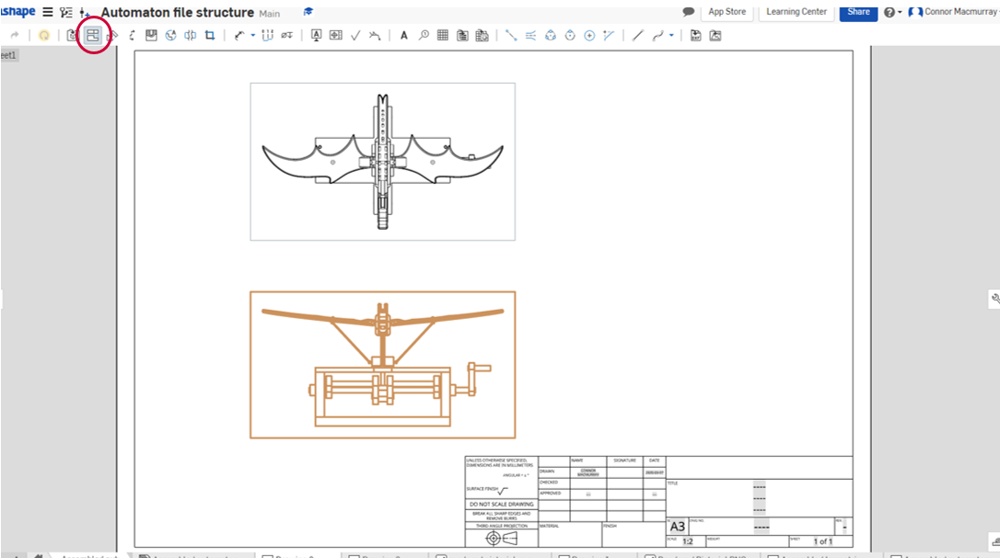 shape Automaton file structure Main App Store Learning Center Share Connor Macmurray
eet1
UNLESS OTHERWISE SPECIFIED,
DIMENSIONS ARE IN MILLIMETERS
ANGULAR = ± °
SURFACE FINISH
DO NOT SCALE DRAWING
BREAK ALL SHARP EDGES AND
REMOVE BURRS
THIRD ANGLE PROJECTION
NAME SIGNATURE DATE
DRAWN CONNOR
MACMURRAY
CHECKED
APPROVED
MATERIAL FINISH
TITLE
----
----
----
SIZE DWG NO. REV.
A3 ---- -
SCALE 1:2 WEIGHT SHEET 1 of 1